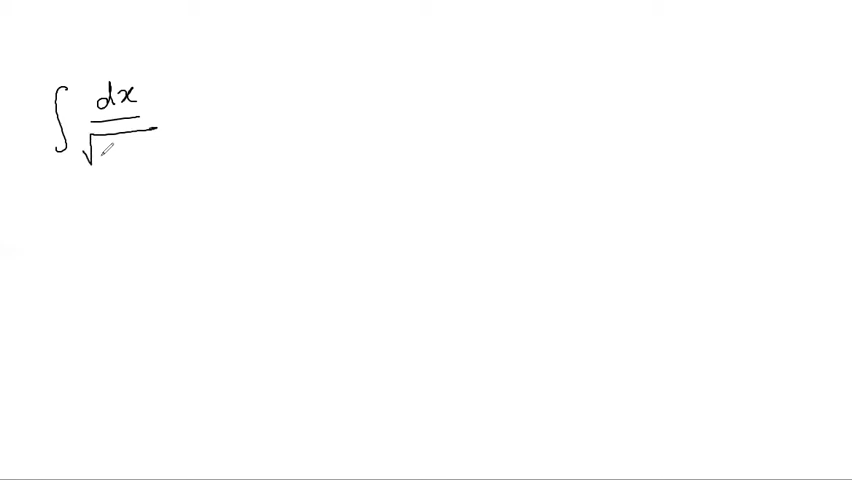 ∫ dx / √